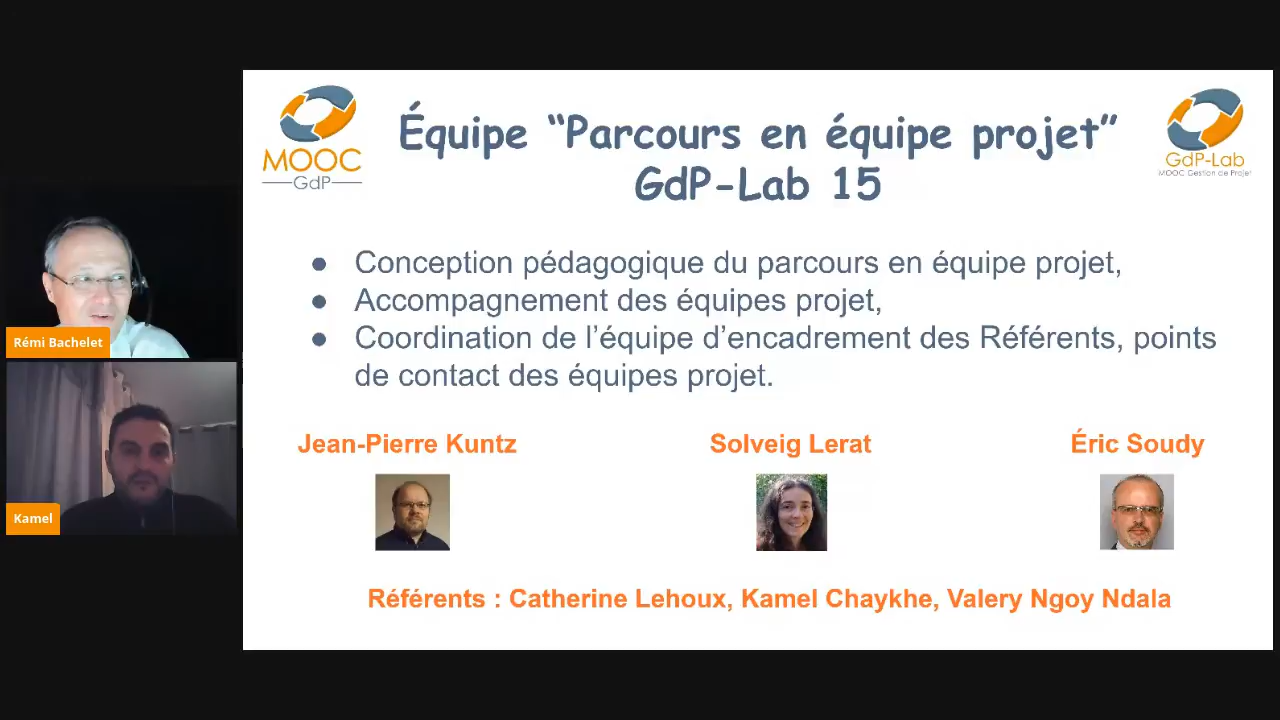 MOOC
GdP
Équipe “Parcours en équipe projet”
GdP-Lab 15
GdP-Lab
MOOC Gestion de Projet
● Conception pédagogique du parcours en équipe projet,
● Accompagnement des équipes projet,
● Coordination de l’équipe d’encadrement des Référents, points
de contact des équipes projet.
Rémi Bachelet
Kamel
Jean-Pierre Kuntz
Solveig Lerat
Éric Soudy
Référents : Catherine Lehoux, Kamel Chaykhe, Valery Ngoy Ndala